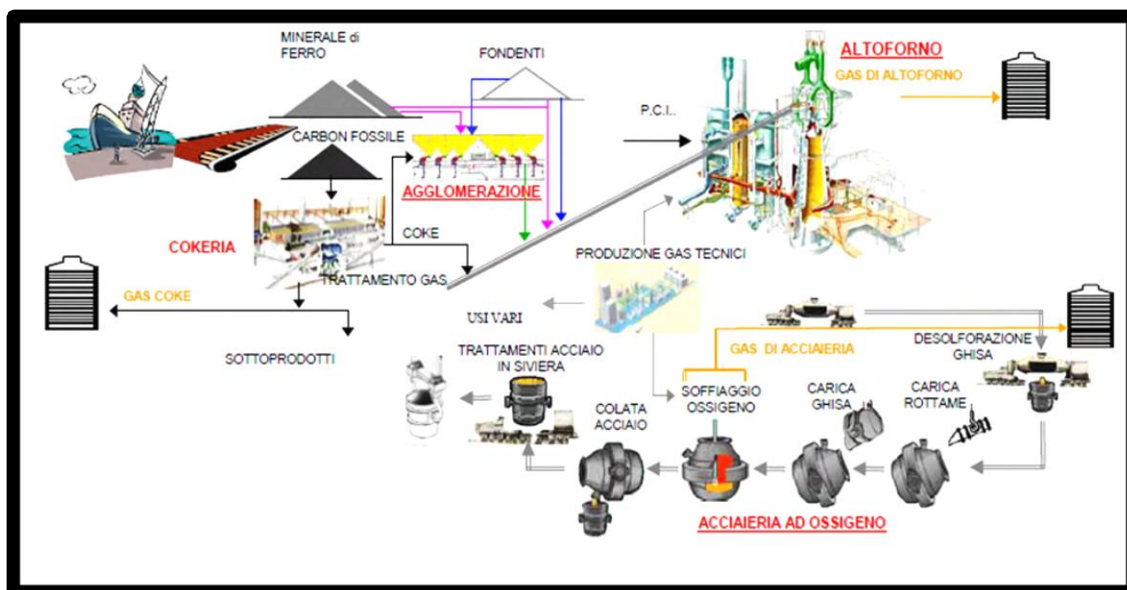 MINERALE di
FERRO
FONDENTI
ALTOFORNO
GAS DI ALTOFORNO
P.C.I..
CARBON FOSSILE
AGGLOMERAZIONE
COKERIA
COKE
PRODUZIONE GAS TECNICI
TRATTAMENTO GAS
GAS COKE
USI VARI
SOTTOPRODOTTI
TRATTAMENTI ACCIAIO
IN SIVIERA
GAS DI ACCIAIERIA
DESOLFORAZIONE
GHISA
SOFFIAGGIO
OSSIGENO
CARICA
GHISA
CARICA
ROTTAME
COLATA
ACCIAIO
ACCIAIERIA AD OSSIGENO